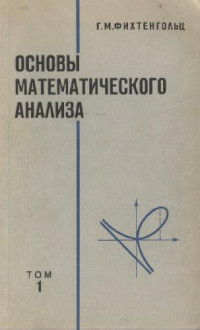 Г. М. ФИХТЕНГОЛЬЦ
ОСНОВЫ
МАТЕМАТИЧЕСКОГО
АНАЛИЗА
ТОМ
1